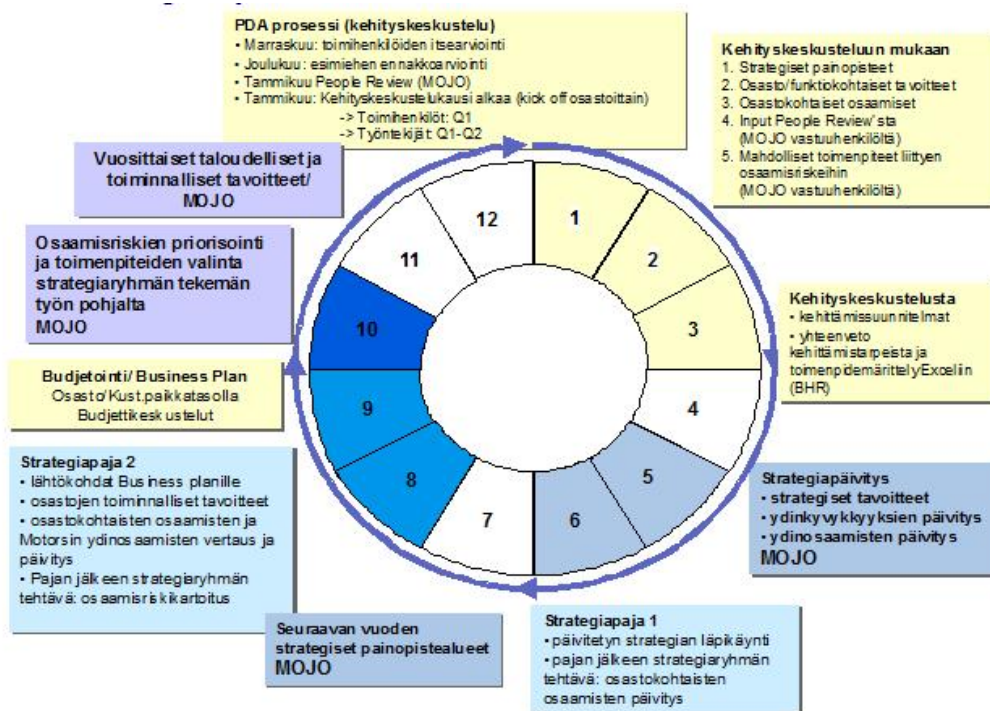 PDA prosessi (kehityskeskustelu)
• Marraskuu: toimihenkilöiden itsearviointi
• Joulukuu: esimiehen ennakkoarviointi
• Tammikuu People Review (MOJO)
• Tammikuu: Kehityskeskustelukausi alkaa (kick off osastoittain)
-> Toimihenkilöt: Q1
-> Työntekijät: Q1-Q2
Kehityskeskusteluun mukaan
1. Strategiset painopisteet
2. Osasto/funktiokohtaiset tavoitteet
3. Osastokohtaiset osaamiset
4. Input People Review'sta
(MOJO vastuuhenkilöltä)
5. Mahdolliset toimenpiteet liittyen
osaamisriskeihin
(MOJO vastuuhenkilöltä)
Vuosittaiset taloudelliset ja
toiminnalliset tavoitteet/
MOJO
Osaamisriskien priorisointi
ja toimenpiteiden valinta
strategiaryhmän tekemän
työn pohjalta
MOJO
Kehityskeskustelusta
• kehittämissuunnitelmat
• yhteenveto
kehittämistarpeista ja
toimenpidemäärittely Exceliin
(BHR)
Budjetointi/ Business Plan
Osasto/Kust.paikkatasolla
Budjettikeskustelut
Strategiapaja 2
• lähtökohdat Business planille
• osastojen toiminnalliset tavoitteet
• osastokohtaisten osaamisten ja
Motorsin ydinosaamisten vertaus ja
päivitys
• Pajan jälkeen strategiaryhmän
tehtävä: osaamisriskikartoitus
Strategiapäivitys
• strategiset tavoitteet
• ydinkyvykkyyksien päivitys
• ydinosaamisten päivitys
MOJO
Seuraavan vuoden
strategiset painopistealueet
MOJO
Strategiapaja 1
• päivitetyn strategian läpikäynti
• pajan jälkeen strategiaryhmän
tehtävä: osastokohtaisten
osaamisten päivitys
1
2
3
4
5
6
7
8
9
10
11
12